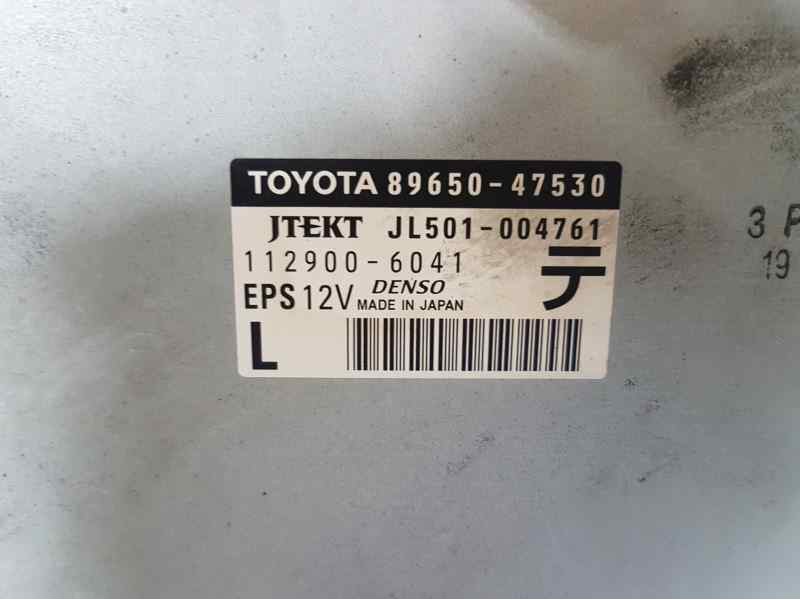 TOYOTA 89650-47530
JTEKT JL501-004761
112900-6041
テ
EPS 12V DENSO
MADE IN JAPAN
L
3 P
19